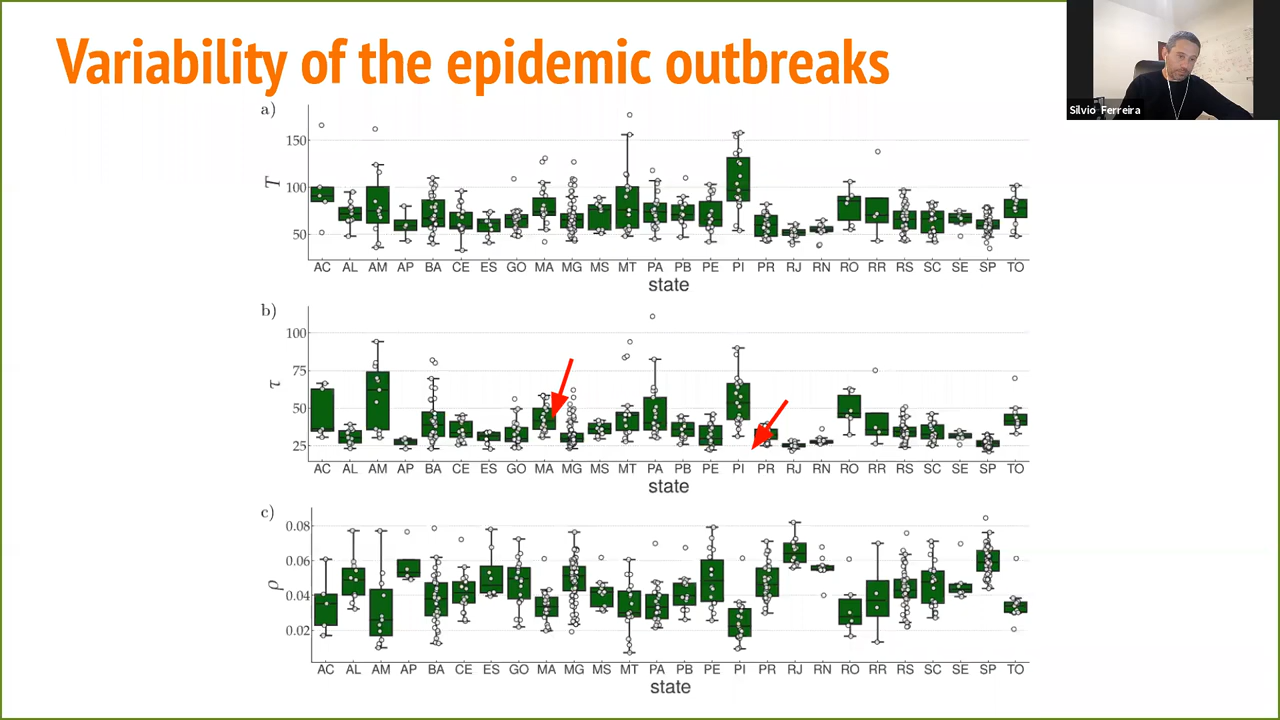 Variability of the epidemic outbreaks
Silvio Ferreira
a)
T
150
100
50
AC AL AM AP BA CE ES GO MA MG MS MT PA PB PE PI PR RJ RN RO RR RS SC SE SP TO
state
b)
τ
100
75
50
25
AC AL AM AP BA CE ES GO MA MG MS MT PA PB PE PI PR RJ RN RO RR RS SC SE SP TO
state
c)
ρ
0.08
0.06
0.04
0.02
AC AL AM AP BA CE ES GO MA MG MS MT PA PB PE PI PR RJ RN RO RR RS SC SE SP TO
state